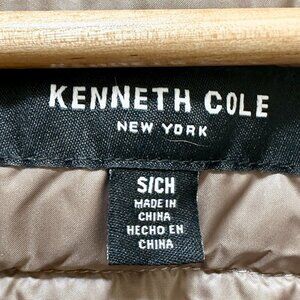 KENNETH COLE
NEW YORK
S/CH
MADE IN
CHINA
HECHO EN
CHINA